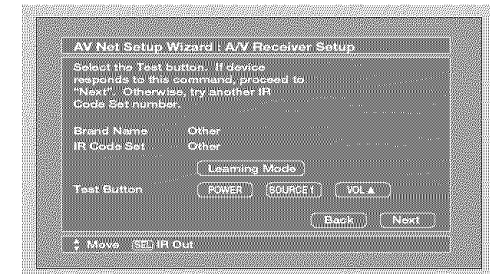 AV Net Setup Wizard : A/V Receiver Setup
Select the Test button. If device
responds to this command, proceed to
"Next". Otherwise, try another IR
Code Set number.
Brand Name Other
IR Code Set Other
Learning Mode
Test Button POWER SOURCE 1 VOL ▲
Back Next
Move SEL IR Out